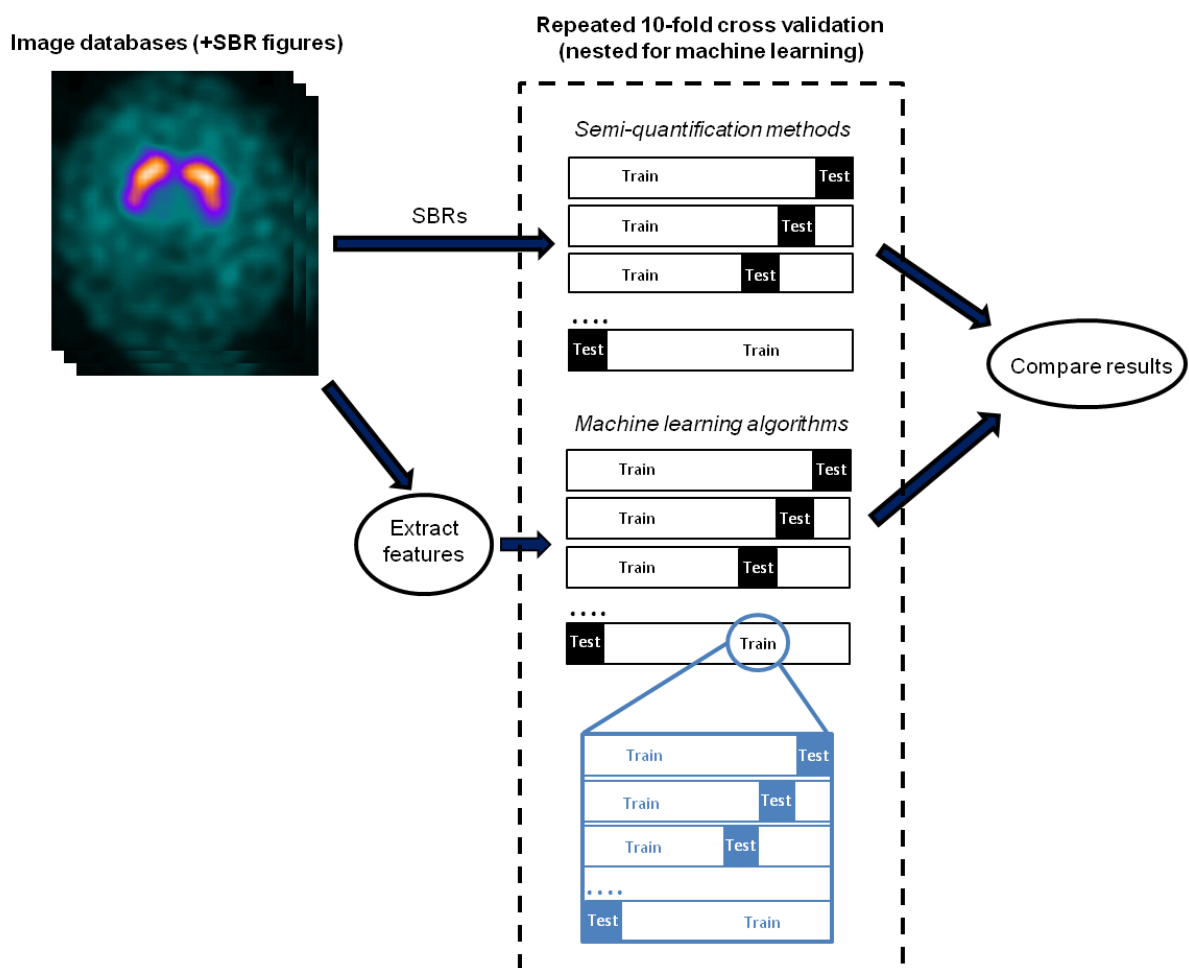 Image databases (+SBR figures)
Repeated 10-fold cross validation
(nested for machine learning)
Semi-quantification methods
Train Test
Train Test
Train Test
....
Test Train
SBRs
Compare results
Extract
features
Machine learning algorithms
Train Test
Train Test
Train Test
....
Test Train
Train Test
Train Test
Train Test
....
Test Train